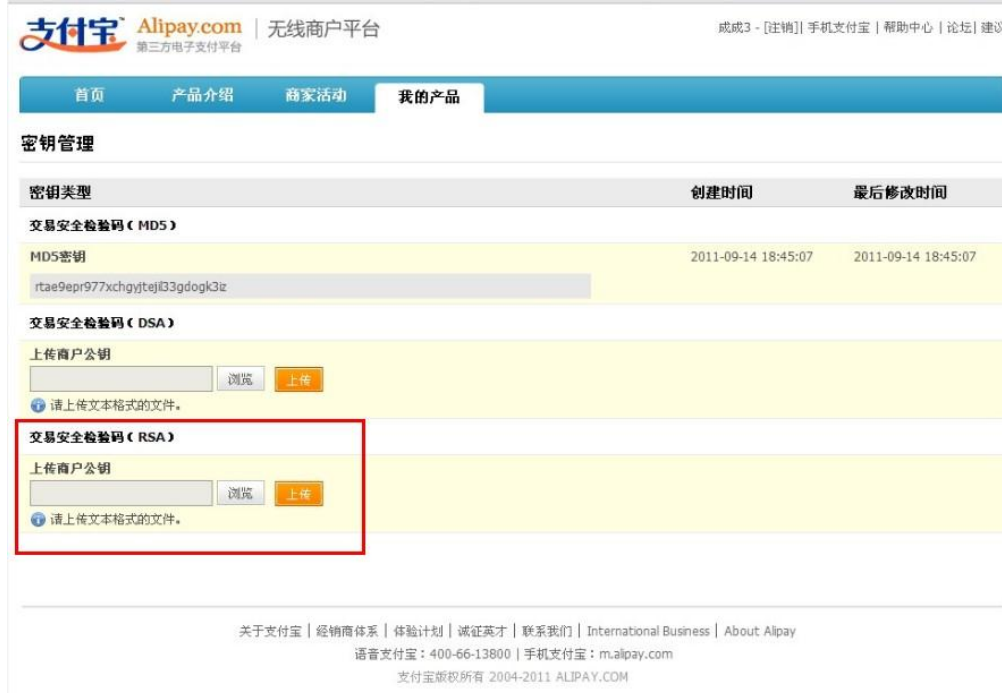 支付宝 Alipay.com 无线商户平台
第三方电子支付平台
成成3 - [注销]| 手机支付宝 | 帮助中心 | 论坛| 建议
首页 产品介绍 商家活动 我的产品
密钥管理
密钥类型 创建时间 最后修改时间
交易安全检验码(MD5)
MD5密钥 2011-09-14 18:45:07 2011-09-14 18:45:07
rtae9epr977xchgyjtejil33gdogk3iz
交易安全检验码(DSA)
上传商户公钥
浏览 上传
请上传文本格式的文件。
交易安全检验码(RSA)
上传商户公钥
浏览 上传
请上传文本格式的文件。
关于支付宝 | 经销商体系 | 体验计划 | 诚征英才 | 联系我们 | International Business | About Alipay
语音支付宝:400-66-13800 | 手机支付宝:m.alipay.com
支付宝版权所有 2004-2011 ALIPAY.COM